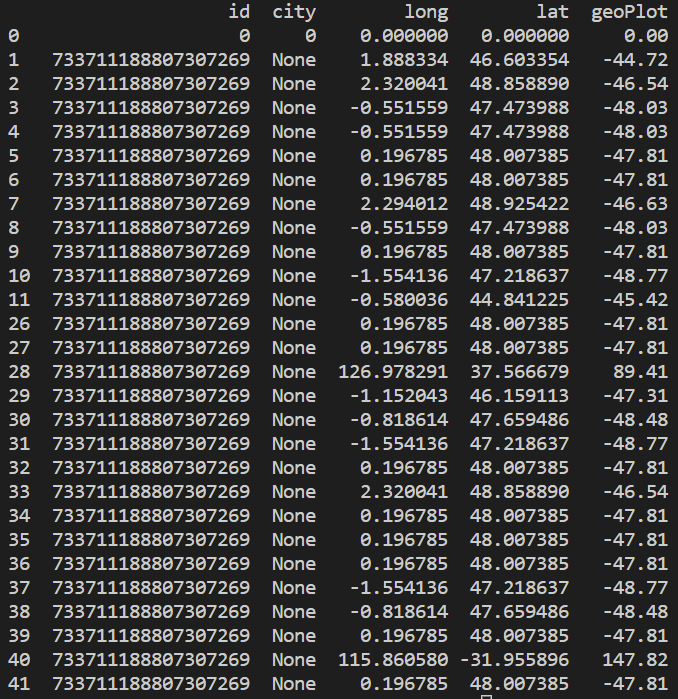 id city long lat geoPlot
0 0 0 0.000000 0.000000 0.00
1 733711188807307269 None 1.888334 46.603354 -44.72
2 733711188807307269 None 2.320041 48.858890 -46.54
3 733711188807307269 None -0.551559 47.473988 -48.03
4 733711188807307269 None -0.551559 47.473988 -48.03
5 733711188807307269 None 0.196785 48.007385 -47.81
6 733711188807307269 None 0.196785 48.007385 -47.81
7 733711188807307269 None 2.294012 48.925422 -46.63
8 733711188807307269 None -0.551559 47.473988 -48.03
9 733711188807307269 None 0.196785 48.007385 -47.81
10 733711188807307269 None -1.554136 47.218637 -48.77
11 733711188807307269 None -0.580036 44.841225 -45.42
26 733711188807307269 None 0.196785 48.007385 -47.81
27 733711188807307269 None 0.196785 48.007385 -47.81
28 733711188807307269 None 126.978291 37.566679 89.41
29 733711188807307269 None -1.152043 46.159113 -47.31
30 733711188807307269 None -0.818614 47.659486 -48.48
31 733711188807307269 None -1.554136 47.218637 -48.77
32 733711188807307269 None 0.196785 48.007385 -47.81
33 733711188807307269 None 2.320041 48.858890 -46.54
34 733711188807307269 None 0.196785 48.007385 -47.81
35 733711188807307269 None 0.196785 48.007385 -47.81
36 733711188807307269 None 0.196785 48.007385 -47.81
37 733711188807307269 None -1.554136 47.218637 -48.77
38 733711188807307269 None -0.818614 47.659486 -48.48
39 733711188807307269 None 0.196785 48.007385 -47.81
40 733711188807307269 None 115.860580 -31.955896 147.82
41 733711188807307269 None 0.196785 48.007385 -47.81